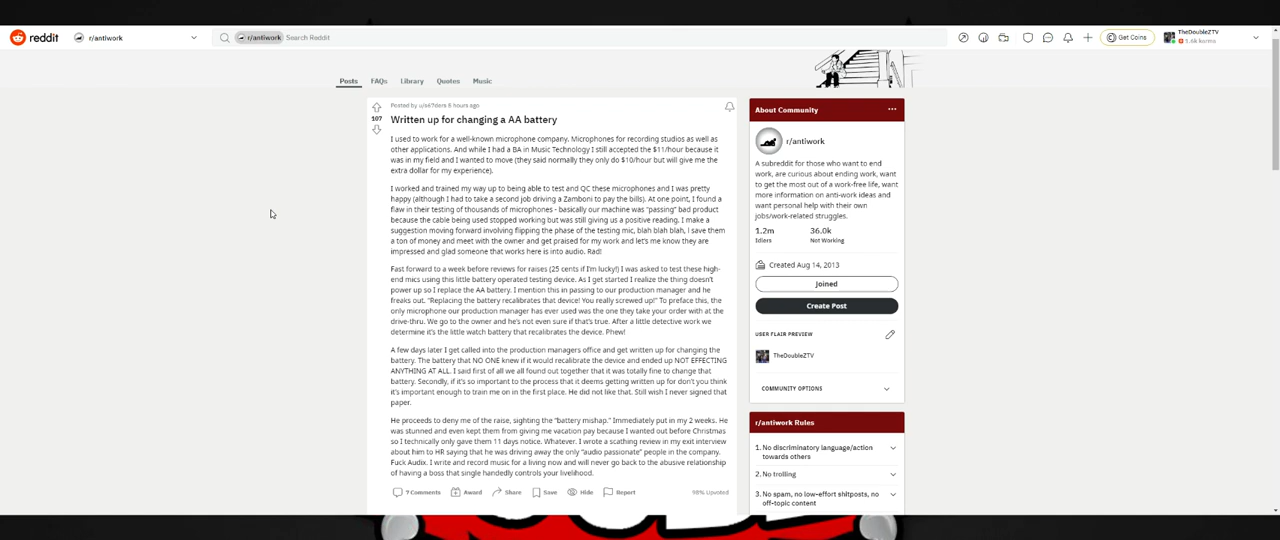 reddit
r/antiwork
r/antiwork Search Reddit
Get Coins
TheDoubleZTV
5.6k karma
Posts FAQs Library Quotes Music
107
Posted by u/s67ders 5 hours ago
Written up for changing a AA battery
I used to work for a well-known microphone company. Microphones for recording studios as well as
other applications. And while I had a BA in Music Technology I still accepted the $11/hour because it
was in my field and I wanted to move (they said normally they only do $10/hour but will give me the
extra dollar for my experience).
I worked and trained my way up to being able to test and QC these microphones and I was pretty
happy (although I had to take a second job driving a Zamboni to pay the bills). At one point, I found a
flaw in their testing of thousands of microphones - basically our machine was "passing" bad product
because the cable being used stopped working but was still giving us a positive reading. I make a
suggestion moving forward involving flipping the phase of the testing mic, blah blah blah, I save them
a ton of money and meet with the owner and get praised for my work and let's me know they are
impressed and glad someone that works here is into audio. Rad!
Fast forward to a week before reviews for raises (25 cents if I'm lucky!) I was asked to test these high-
end mics using this little battery operated testing device. As I get started I realize the thing doesn't
power up so I replace the AA battery. I mention this in passing to our production manager and he
freaks out. "Replacing the battery recalibrates that device! You really screwed up!" To preface this, the
only microphone our production manager has ever used was the one they take your order with at the
drive-thru. We go to the owner and he's not even sure if that's true. After a little detective work we
determine it's the little watch battery that recalibrates the device. Phew!
A few days later I get called into the production managers office and get written up for changing the
battery. The battery that NO ONE knew if it would recalibrate the device and ended up NOT EFFECTING
ANYTHING AT ALL. I said first of all we all found out together that it was totally fine to change that
battery. Secondly, if it's so important to the process that it deems getting written up for don't you think
it's important enough to train me on in the first place. He did not like that. Still wish I never signed that
paper.
He proceeds to deny me of the raise, sighting the "battery mishap." Immediately put in my 2 weeks. He
was stunned and even kept them from giving me vacation pay because I wanted out before Christmas
so I technically only gave them 11 days notice. Whatever. I wrote a scathing review in my exit interview
about him to HR saying that he was driving away the only "audio passionate" people in the company.
Fuck Audix. I write and record music for a living now and will never go back to the abusive relationship
of having a boss that single handedly controls your livelihood.
7 Comments Award Share Save Hide Report 98% Upvoted
About Community
r/antiwork
A subreddit for those who want to end
work, are curious about ending work, want
to get the most out of a work-free life, want
more information on anti-work ideas and
want personal help with their own
jobs/work-related struggles.
1.2m 36.0k
Idlers Not Working
Created Aug 14, 2013
Joined
Create Post
USER FLAIR PREVIEW
TheDoubleZTV
COMMUNITY OPTIONS
r/antiwork Rules
1. No discriminatory language/action
towards others
2. No trolling
3. No spam, no low-effort shitposts, no
off-topic content